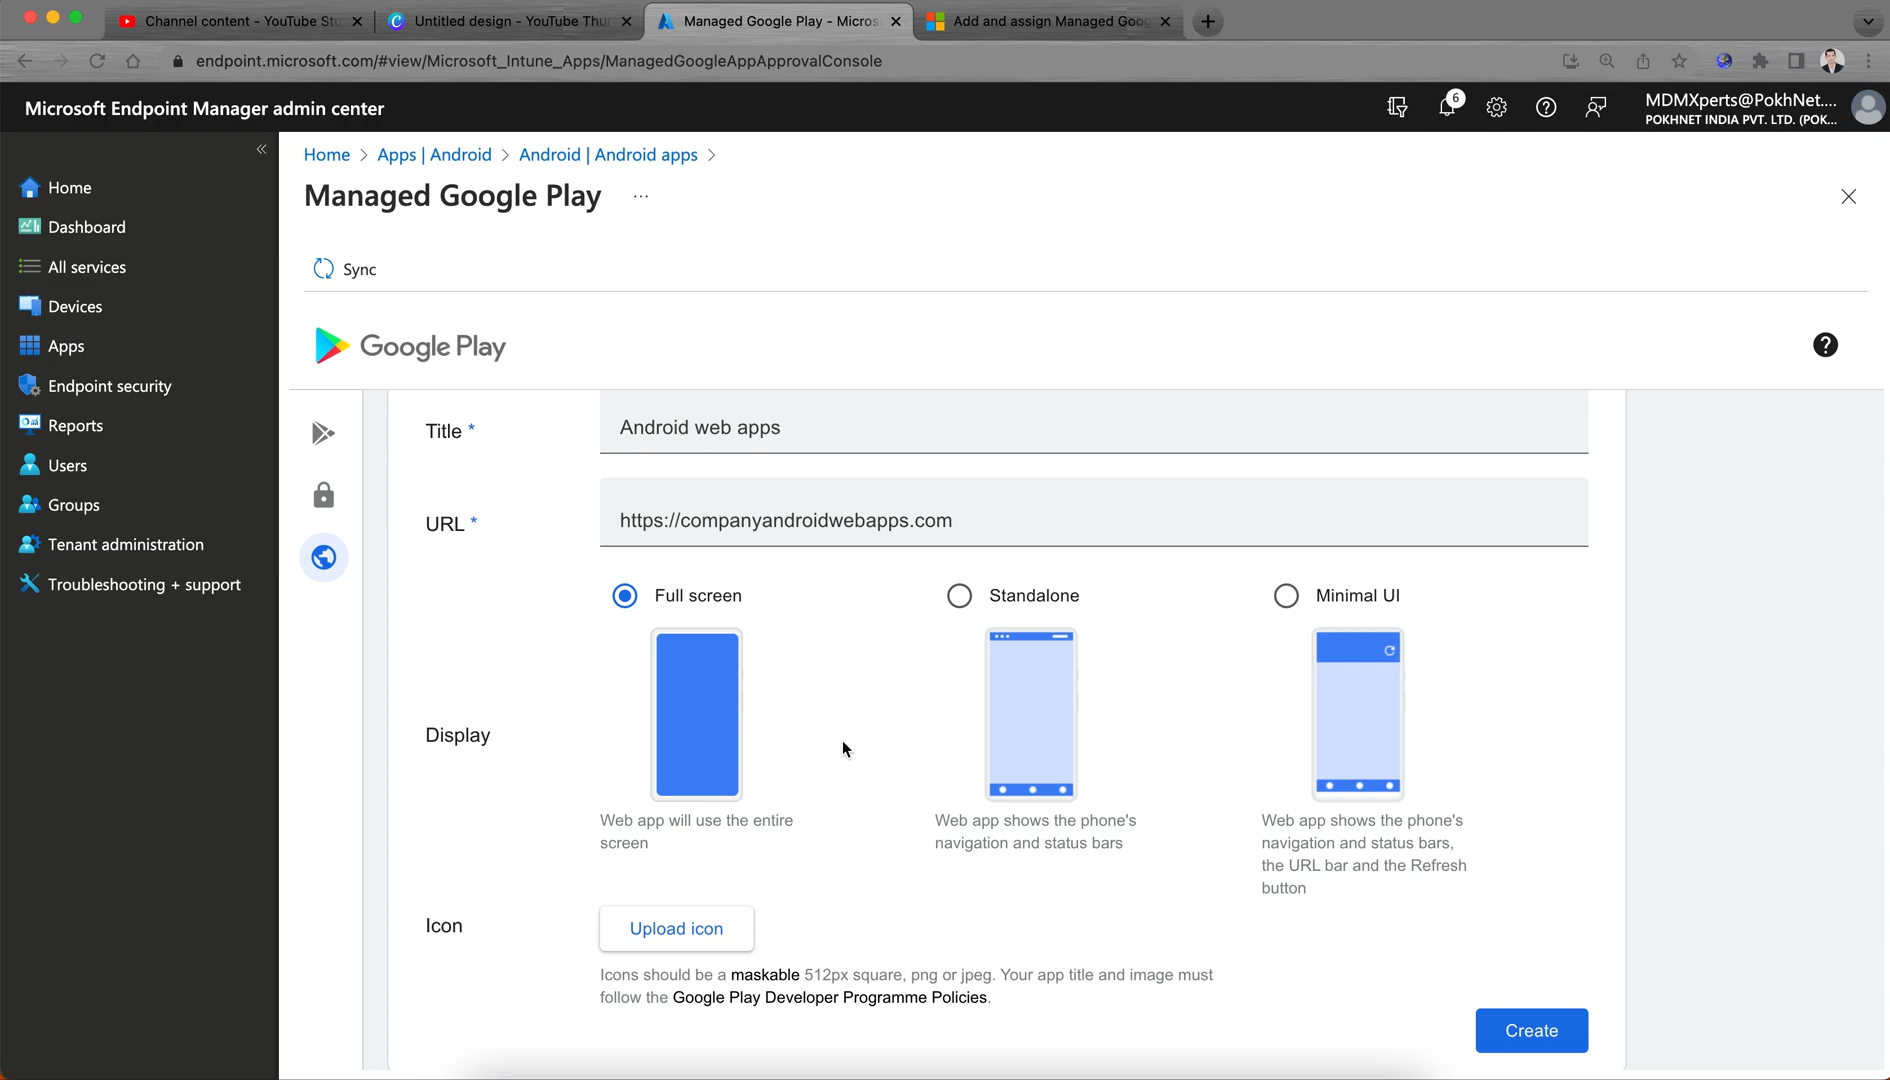 Channel content - YouTube Stu
Untitled design - YouTube Thu
Managed Google Play - Micros
Add and assign Managed Goog
endpoint.microsoft.com/#view/Microsoft_Intune_Apps/ManagedGoogleAppApprovalConsole
Microsoft Endpoint Manager admin center
6
MDMXperts@PokhNet....
POKHNET INDIA PVT. LTD. (POK...
Home > Apps | Android > Android | Android apps >
Managed Google Play ...
Home
Dashboard
All services
Devices
Apps
Endpoint security
Reports
Users
Groups
Tenant administration
Troubleshooting + support
Sync
Google Play
Title *
Android web apps
URL *
https://companyandroidwebapps.com
Full screen
Standalone
Minimal UI
Display
Web app will use the entire
screen
Web app shows the phone's
navigation and status bars
Web app shows the phone's
navigation and status bars,
the URL bar and the Refresh
button
Icon
Upload icon
Icons should be a maskable 512px square, png or jpeg. Your app title and image must
follow the Google Play Developer Programme Policies.
Create